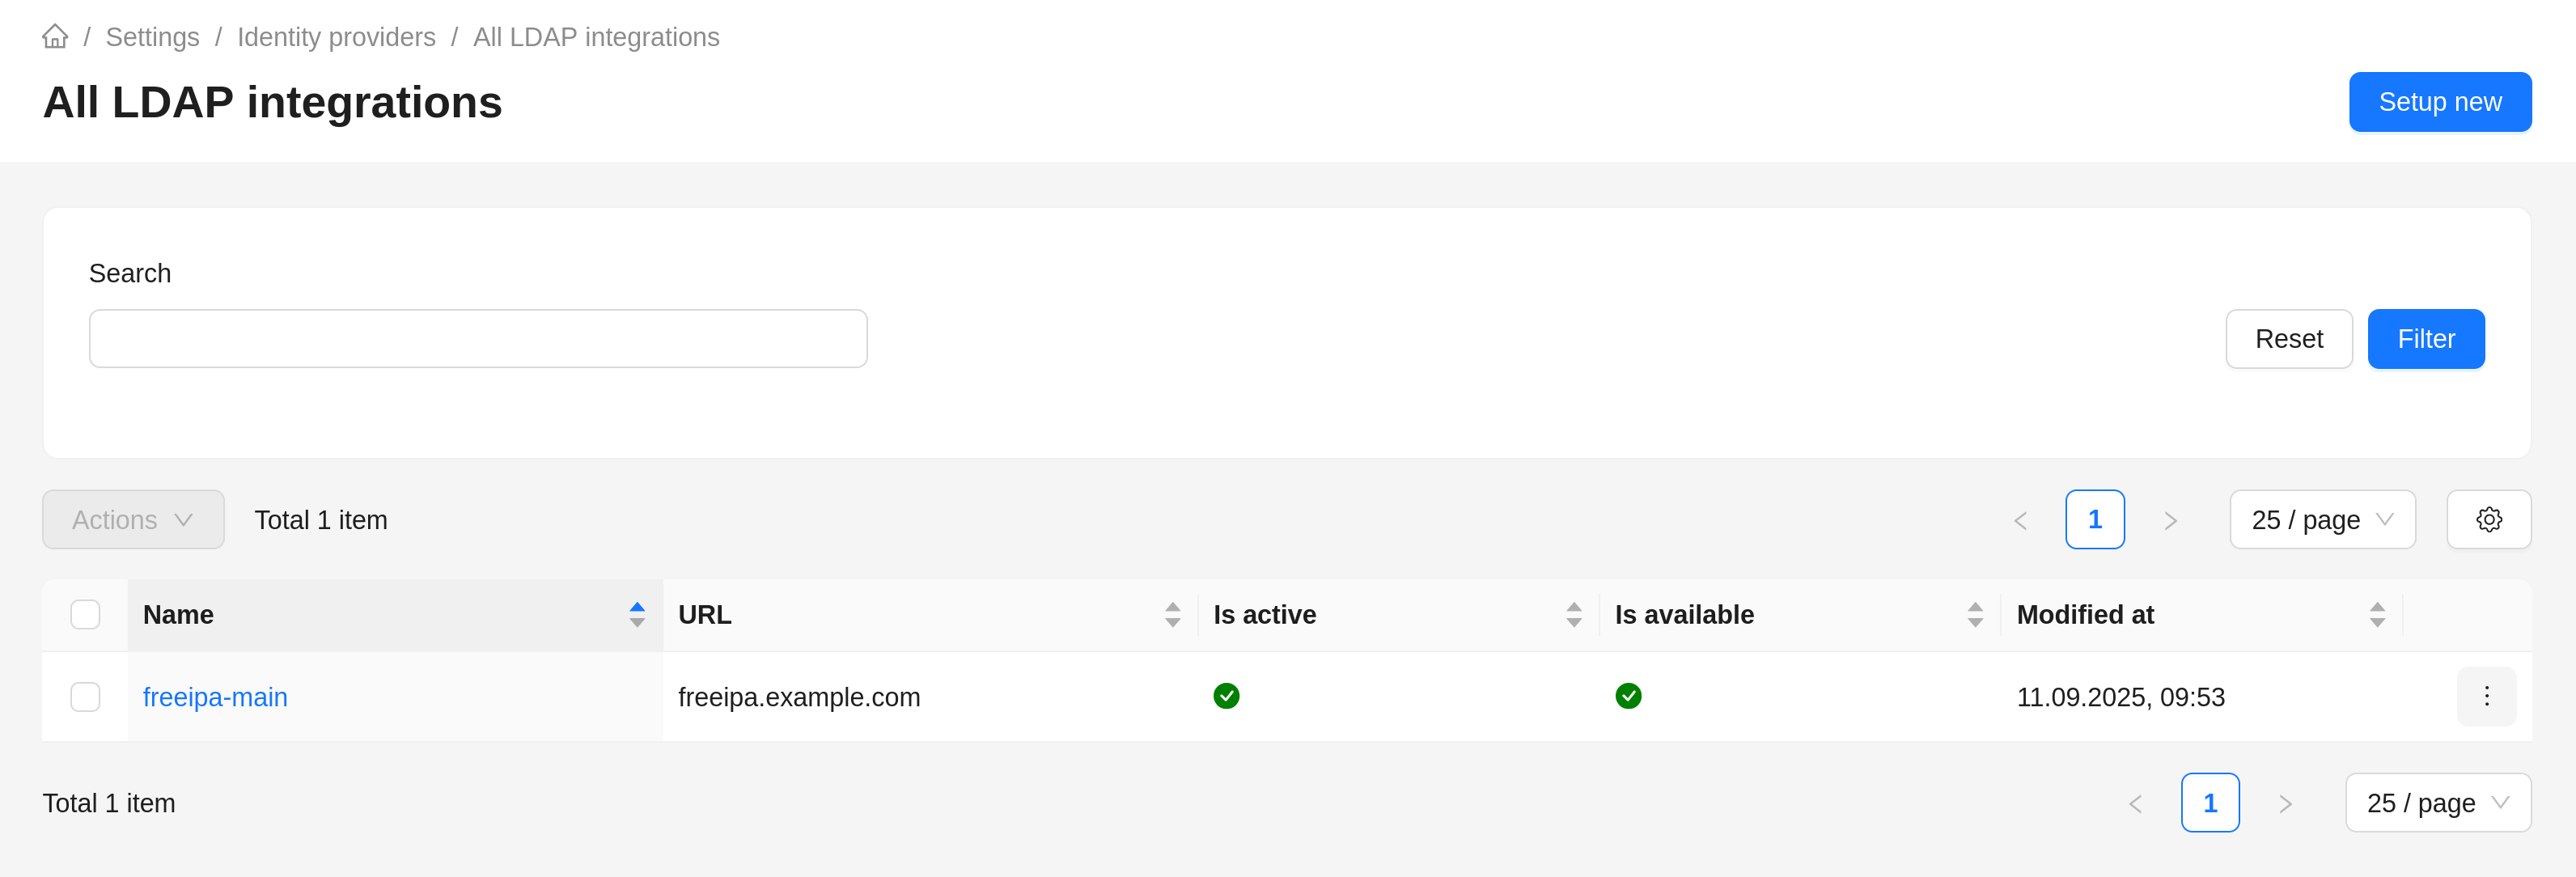 / Settings / Identity providers / All LDAP integrations
All LDAP integrations
Setup new
Search
Reset Filter
Actions Total 1 item 1 25 / page
Name URL Is active Is available Modified at
freeipa-main freeipa.example.com 11.09.2025, 09:53
Total 1 item 1 25 / page